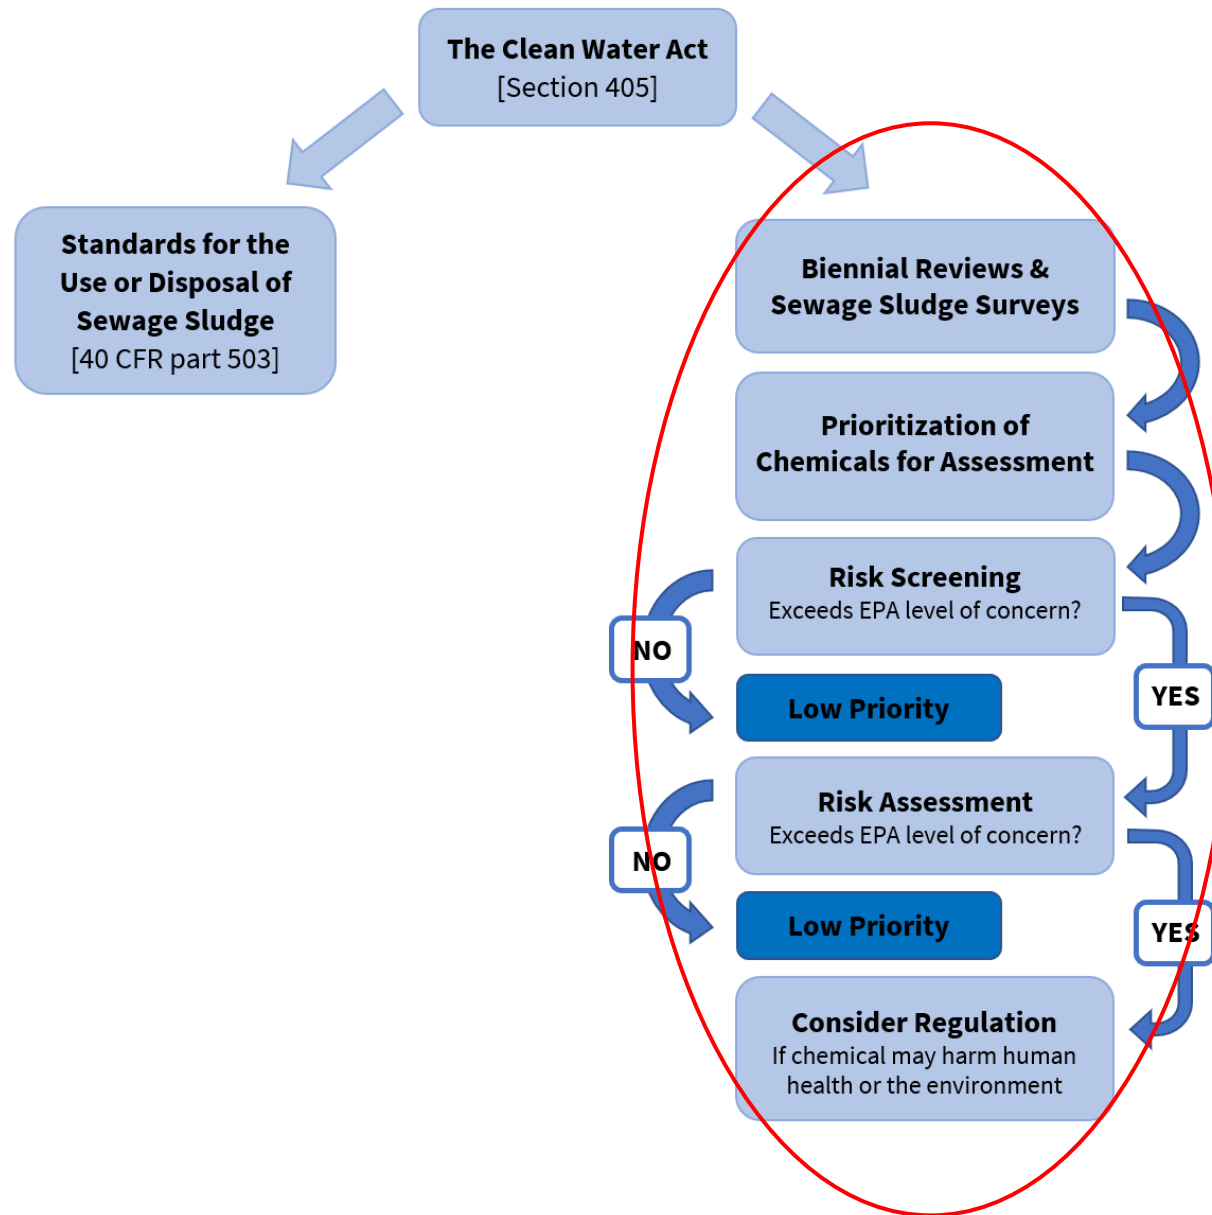 The Clean Water Act
[Section 405]
Standards for the
Use or Disposal of
Sewage Sludge
[40 CFR part 503]
Biennial Reviews &
Sewage Sludge Surveys
Prioritization of
Chemicals for Assessment
Risk Screening
Exceeds EPA level of concern?
NO
YES
Low Priority
Risk Assessment
Exceeds EPA level of concern?
NO
YES
Low Priority
Consider Regulation
If chemical may harm human
health or the environment